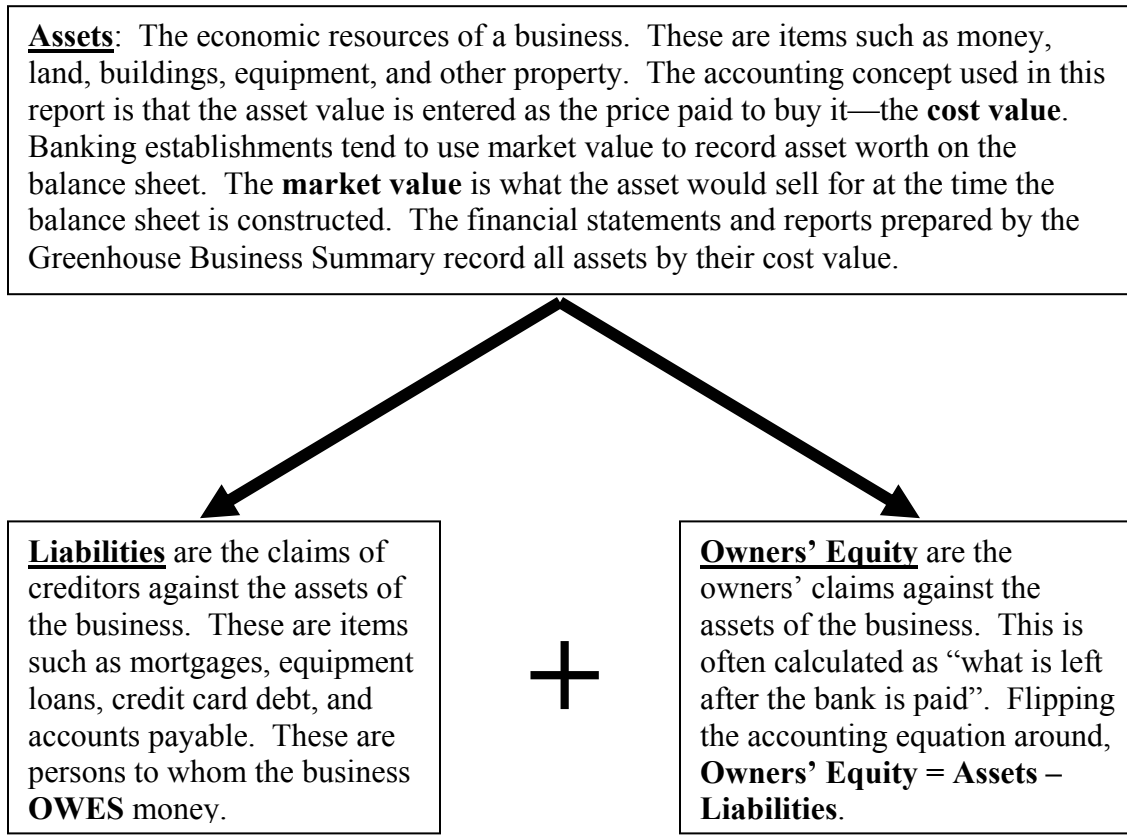 Assets: The economic resources of a business. These are items such as money,
land, buildings, equipment, and other property. The accounting concept used in this
report is that the asset value is entered as the price paid to buy it—the cost value.
Banking establishments tend to use market value to record asset worth on the
balance sheet. The market value is what the asset would sell for at the time the
balance sheet is constructed. The financial statements and reports prepared by the
Greenhouse Business Summary record all assets by their cost value.
Liabilities are the claims of
creditors against the assets of
the business. These are items
such as mortgages, equipment
loans, credit card debt, and
accounts payable. These are
persons to whom the business
OWES money.
+
Owners’ Equity are the
owners’ claims against the
assets of the business. This is
often calculated as “what is left
after the bank is paid”. Flipping
the accounting equation around,
Owners’ Equity = Assets –
Liabilities.